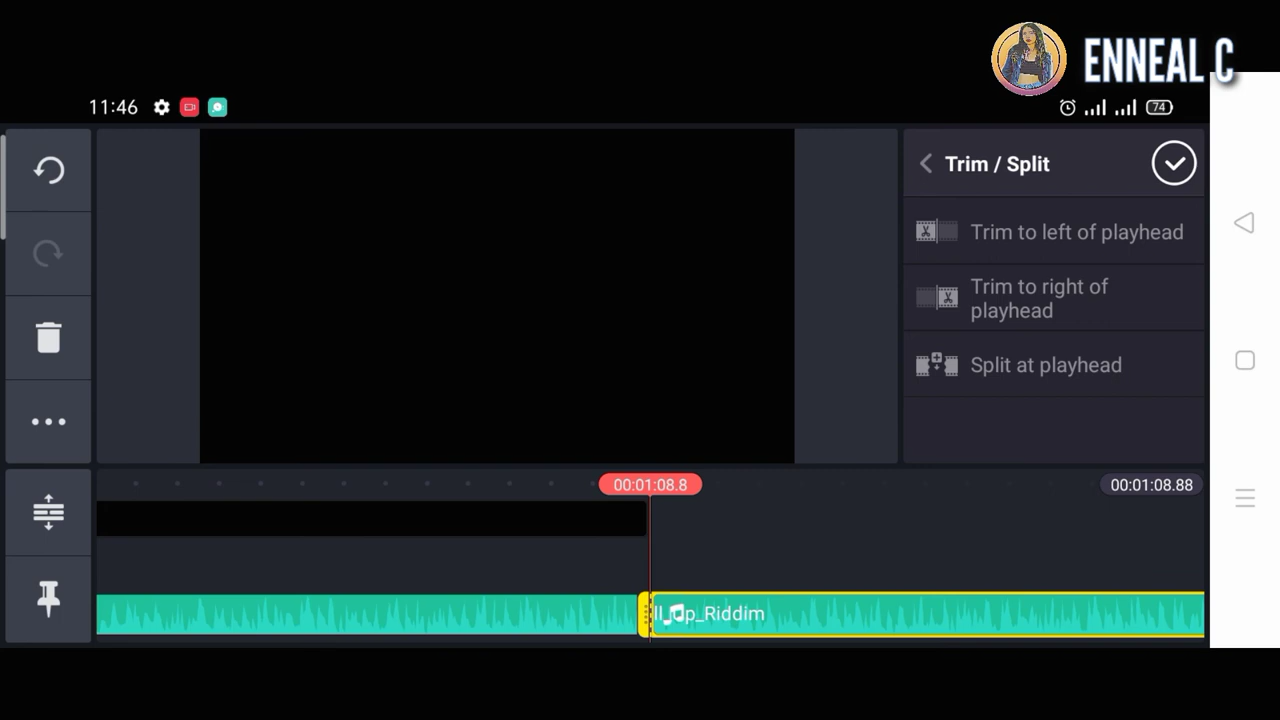 ENNEAL C
11:46
74
Trim / Split
Trim to left of playhead
Trim to right of
playhead
Split at playhead
00:01:08.8
00:01:08.88
ll
p_Riddim